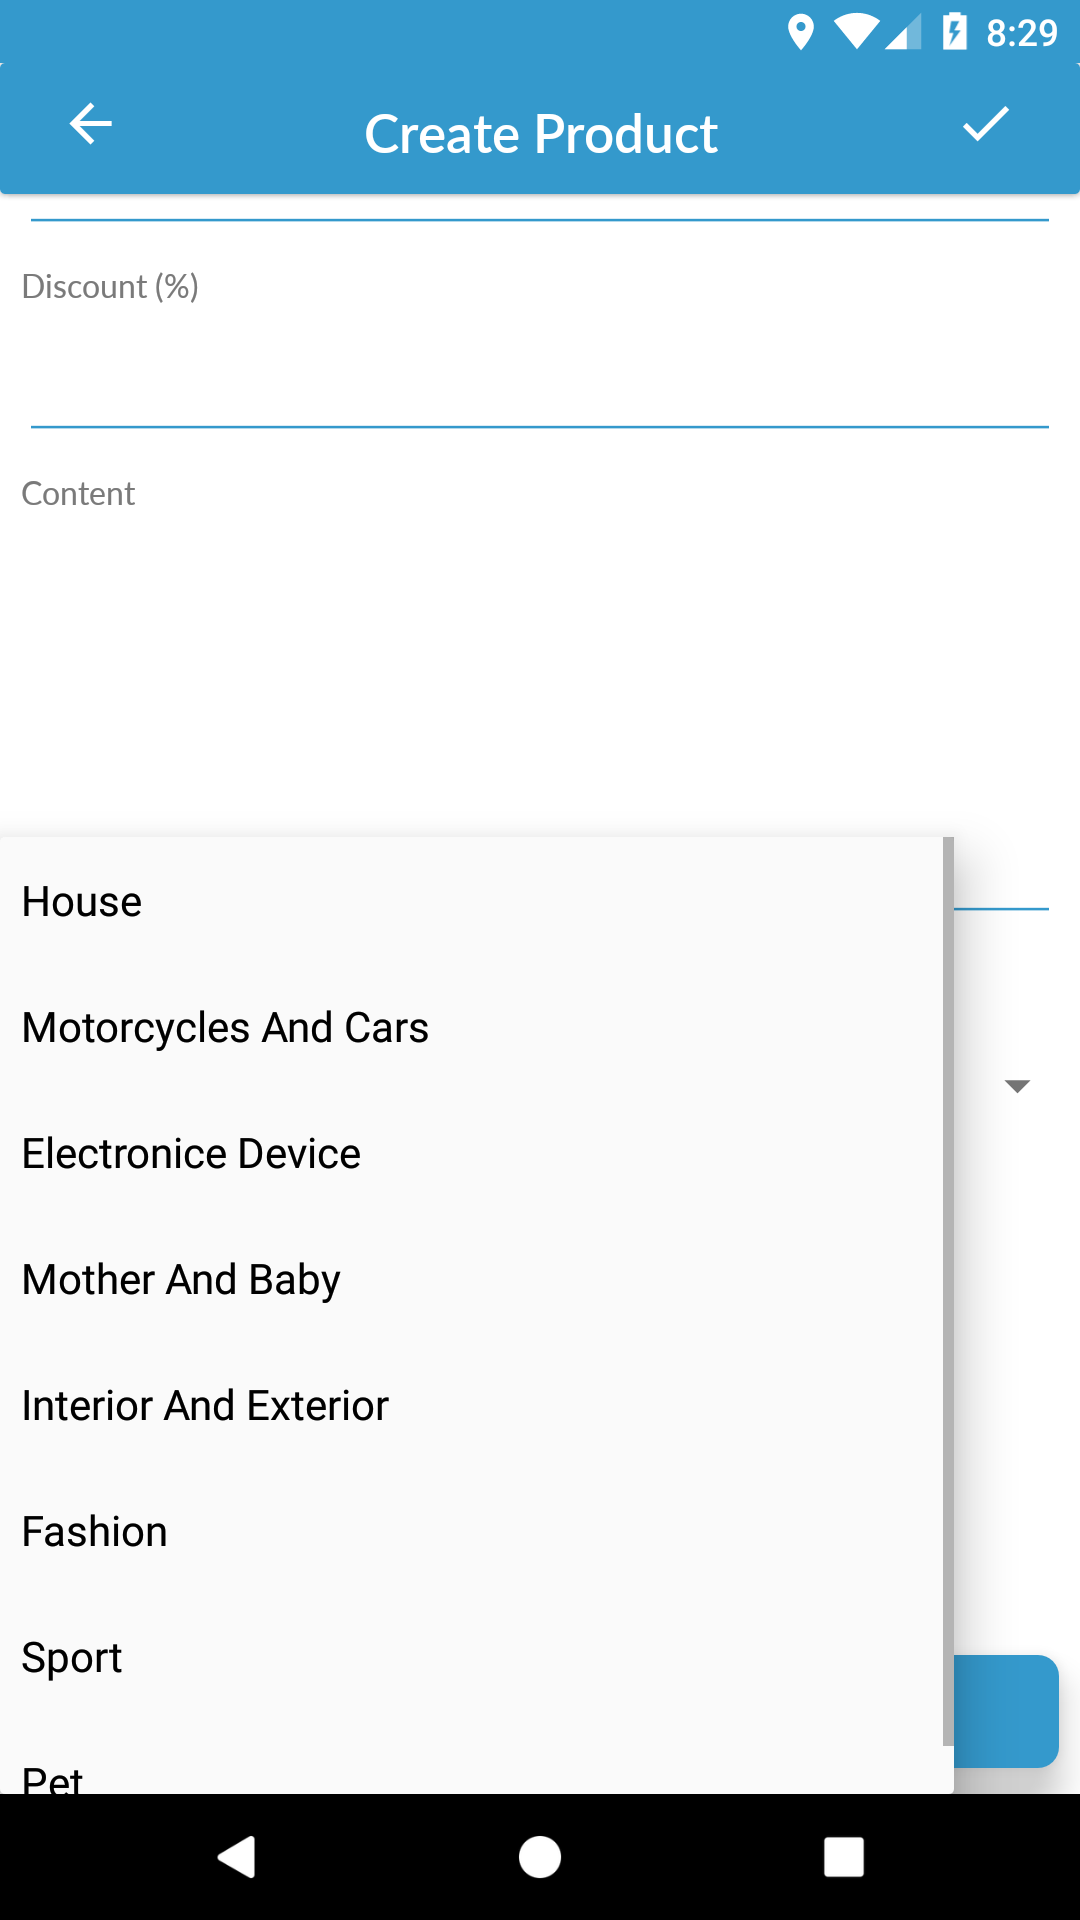 8:29
Create Product
Discount (%)
Content
House
Motorcycles And Cars
Electronice Device
Mother And Baby
Interior And Exterior
Fashion
Sport
Pet